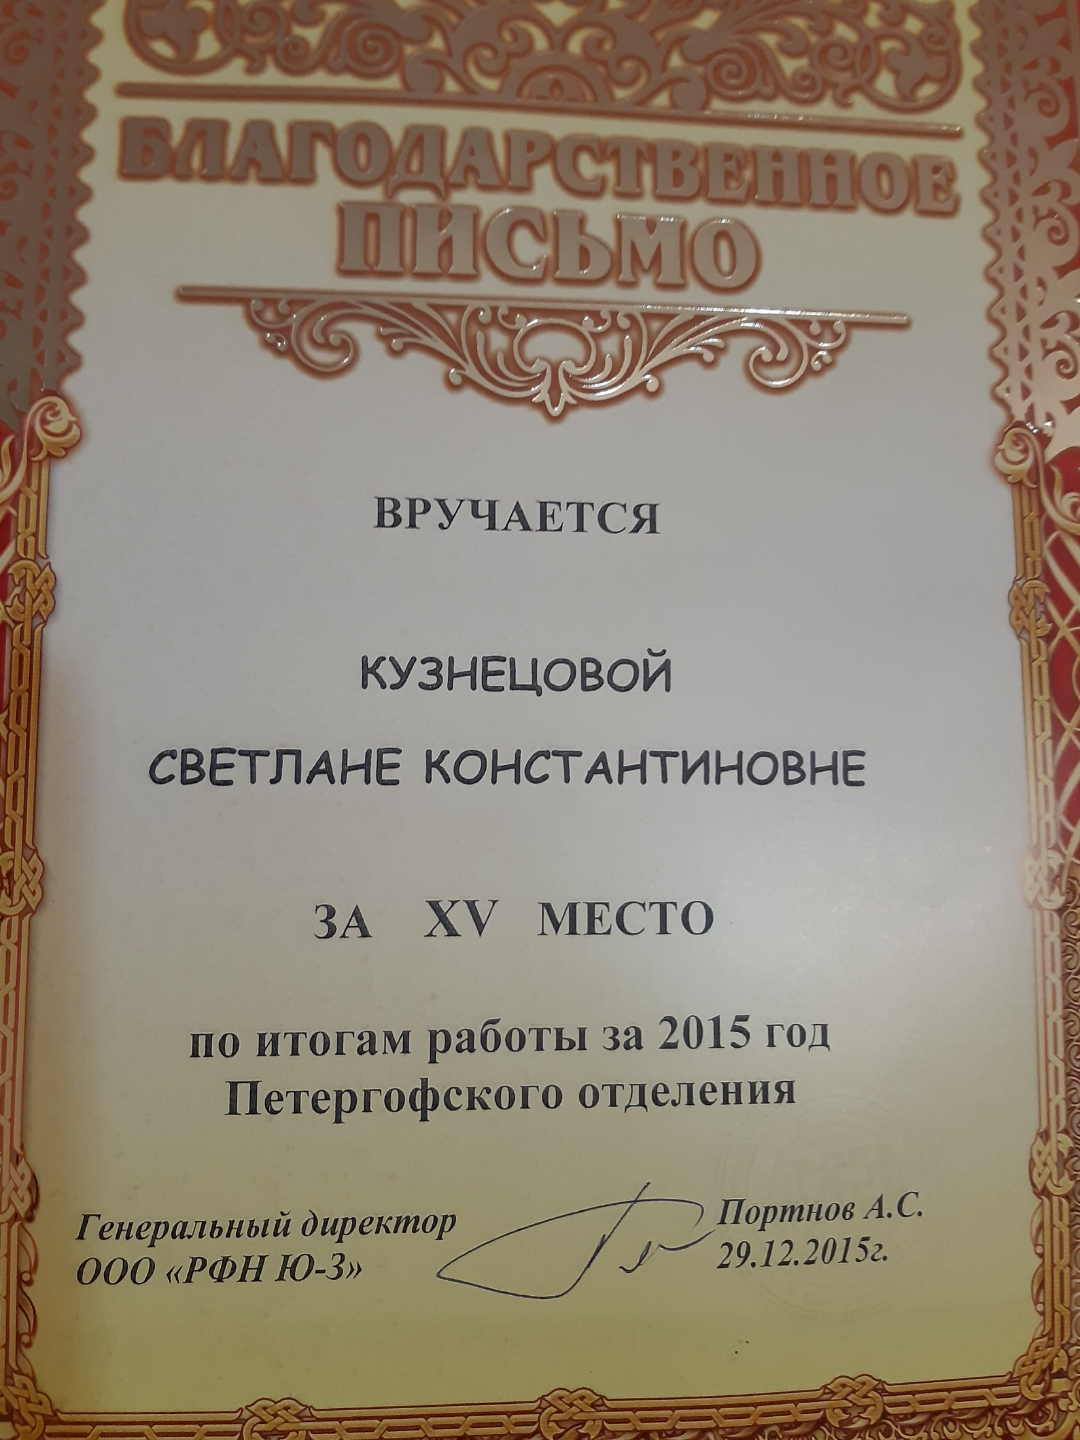 БЛАГОДАРСТВЕННОЕ
ПИСЬМО
ВРУЧАЕТСЯ
КУЗНЕЦОВОЙ
СВЕТЛАНЕ КОНСТАНТИНОВНЕ
ЗА XV МЕСТО
по итогам работы за 2015 год
Петергофского отделения
Генеральный директор
ООО «РФН Ю-З»
Портнов А.С.
29.12.2015г.